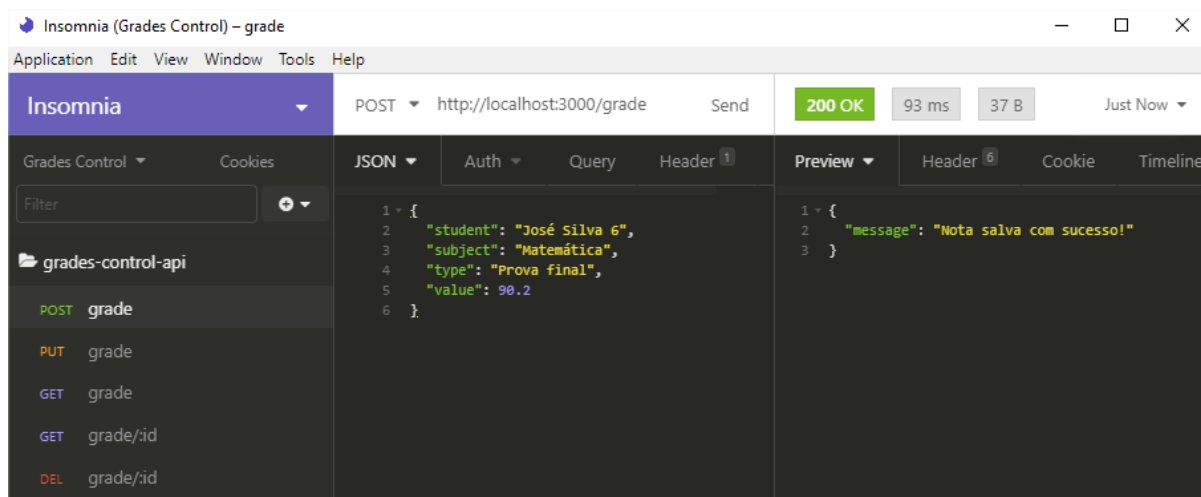 Insomnia (Grades Control) – grade
Application Edit View Window Tools Help
Insomnia
POST http://localhost:3000/grade Send
200 OK 93 ms 37 B Just Now
Grades Control Cookies
JSON Auth Query Header 1
Preview Header 6 Cookie Timeline
Filter
1 {
2 "student": "José Silva 6",
3 "subject": "Matemática",
4 "type": "Prova final",
5 "value": 90.2
6 }
1 {
2 "message": "Nota salva com sucesso!"
3 }
grades-control-api
POST grade
PUT grade
GET grade
GET grade/:id
DEL grade/:id